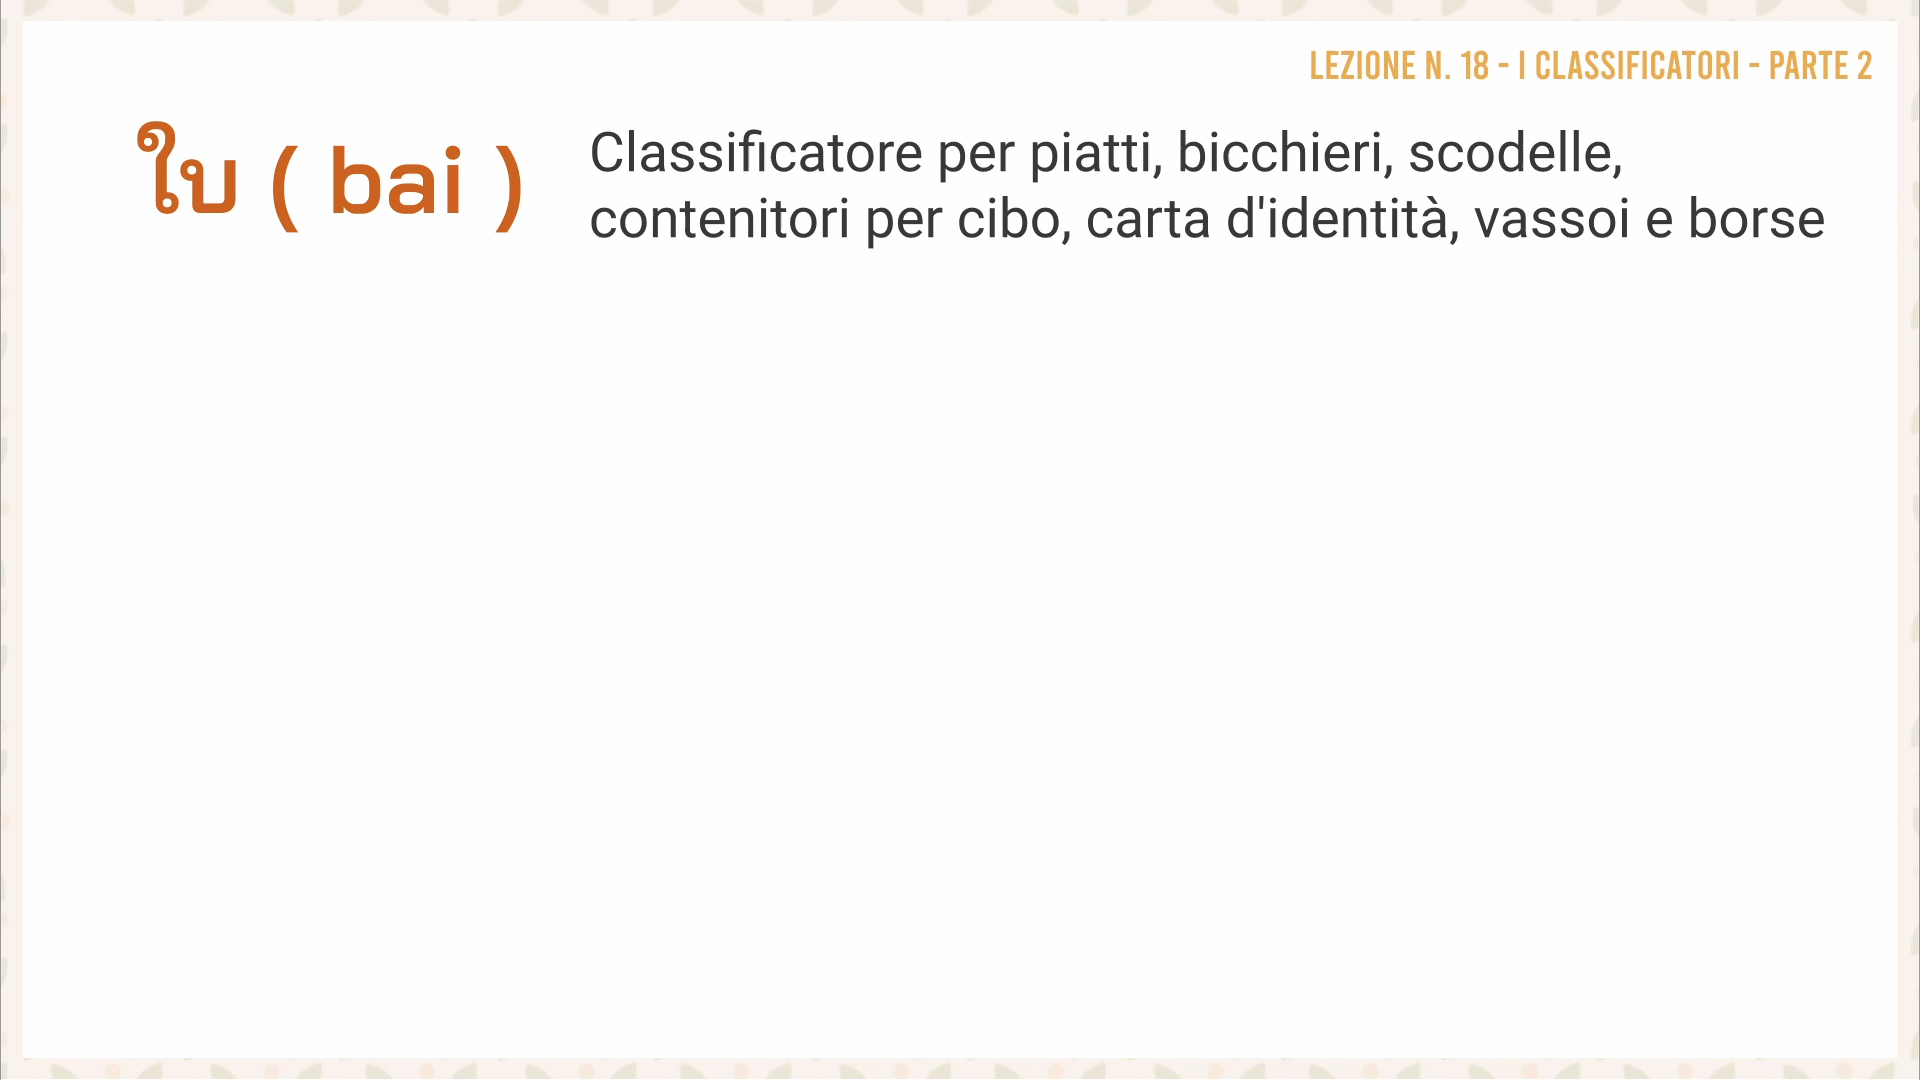 LEZIONE N. 18 - I CLASSIFICATORI - PARTE 2
ใบ ( bai )
Classificatore per piatti, bicchieri, scodelle,
contenitori per cibo, carta d'identità, vassoi e borse